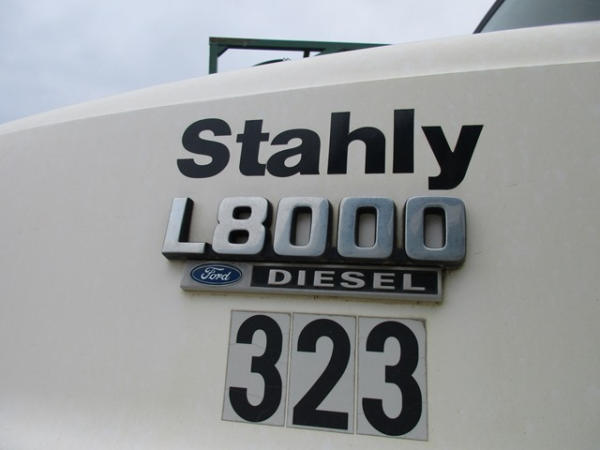 Stahly
L8000
Ford DIESEL
323